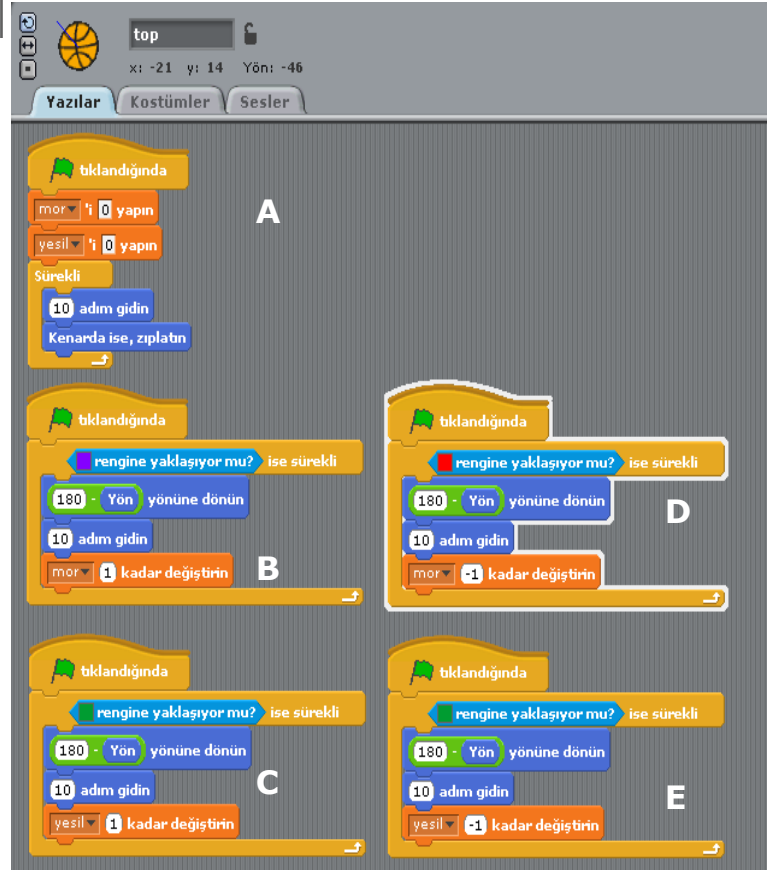 top
x: -21 y: 14 Yön: -46
Yazılar Kostümler Sesler
tıklandığında
mor 'i 0 yapın
A
yesil 'i 0 yapın
Sürekli
10 adım gidin
Kenarda ise, zıplatın
tıklandığında
rengine yaklaşıyor mu? ise sürekli
180 - Yön yönüne dönün
10 adım gidin
mor 1 kadar değiştirin
B
tıklandığında
rengine yaklaşıyor mu? ise sürekli
180 - Yön yönüne dönün
D
10 adım gidin
mor -1 kadar değiştirin
tıklandığında
rengine yaklaşıyor mu? ise sürekli
180 - Yön yönüne dönün
10 adım gidin
C
yesil 1 kadar değiştirin
tıklandığında
rengine yaklaşıyor mu? ise sürekli
180 - Yön yönüne dönün
10 adım gidin
E
yesil -1 kadar değiştirin